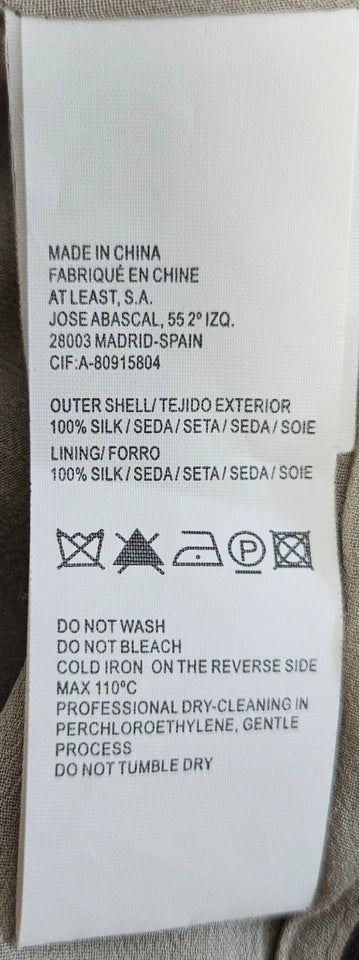 MADE IN CHINA
FABRIQUÉ EN CHINE
AT LEAST, S.A.
JOSE ABASCAL, 55 2º IZQ.
28003 MADRID-SPAIN
CIF:A-80915804
OUTER SHELL/ TEJIDO EXTERIOR
100% SILK / SEDA / SETA / SEDA / SOIE
LINING/ FORRO
100% SILK / SEDA / SETA / SEDA / SOIE
P
DO NOT WASH
DO NOT BLEACH
COLD IRON ON THE REVERSE SIDE
MAX 110ºC
PROFESSIONAL DRY-CLEANING IN
PERCHLOROETHYLENE, GENTLE
PROCESS
DO NOT TUMBLE DRY